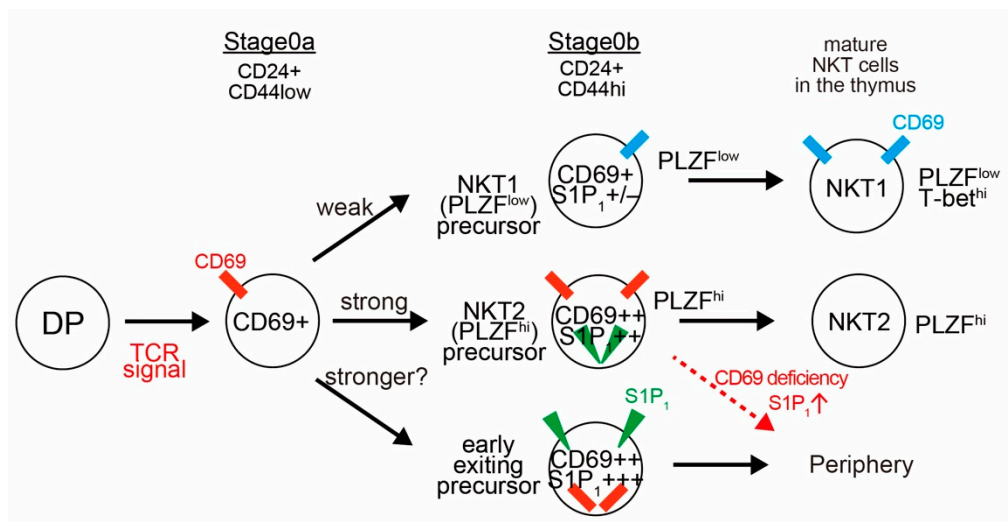 Stage0a
CD24+
CD44low
Stage0b
CD24+
CD44hi
mature
NKT cells
in the thymus
CD69
weak
NKT1
(PLZFlow)
precursor
CD69+
S1P1+/–
PLZFlow
NKT1
PLZFlow
T-bethi
DP
TCR
signal
CD69
CD69+
strong
NKT2
(PLZFhi)
precursor
CD69++
S1P1++
PLZFhi
NKT2
PLZFhi
CD69 deficiency
S1P1↑
stronger?
early
exiting
precursor
S1P1
CD69++
S1P1+++
Periphery